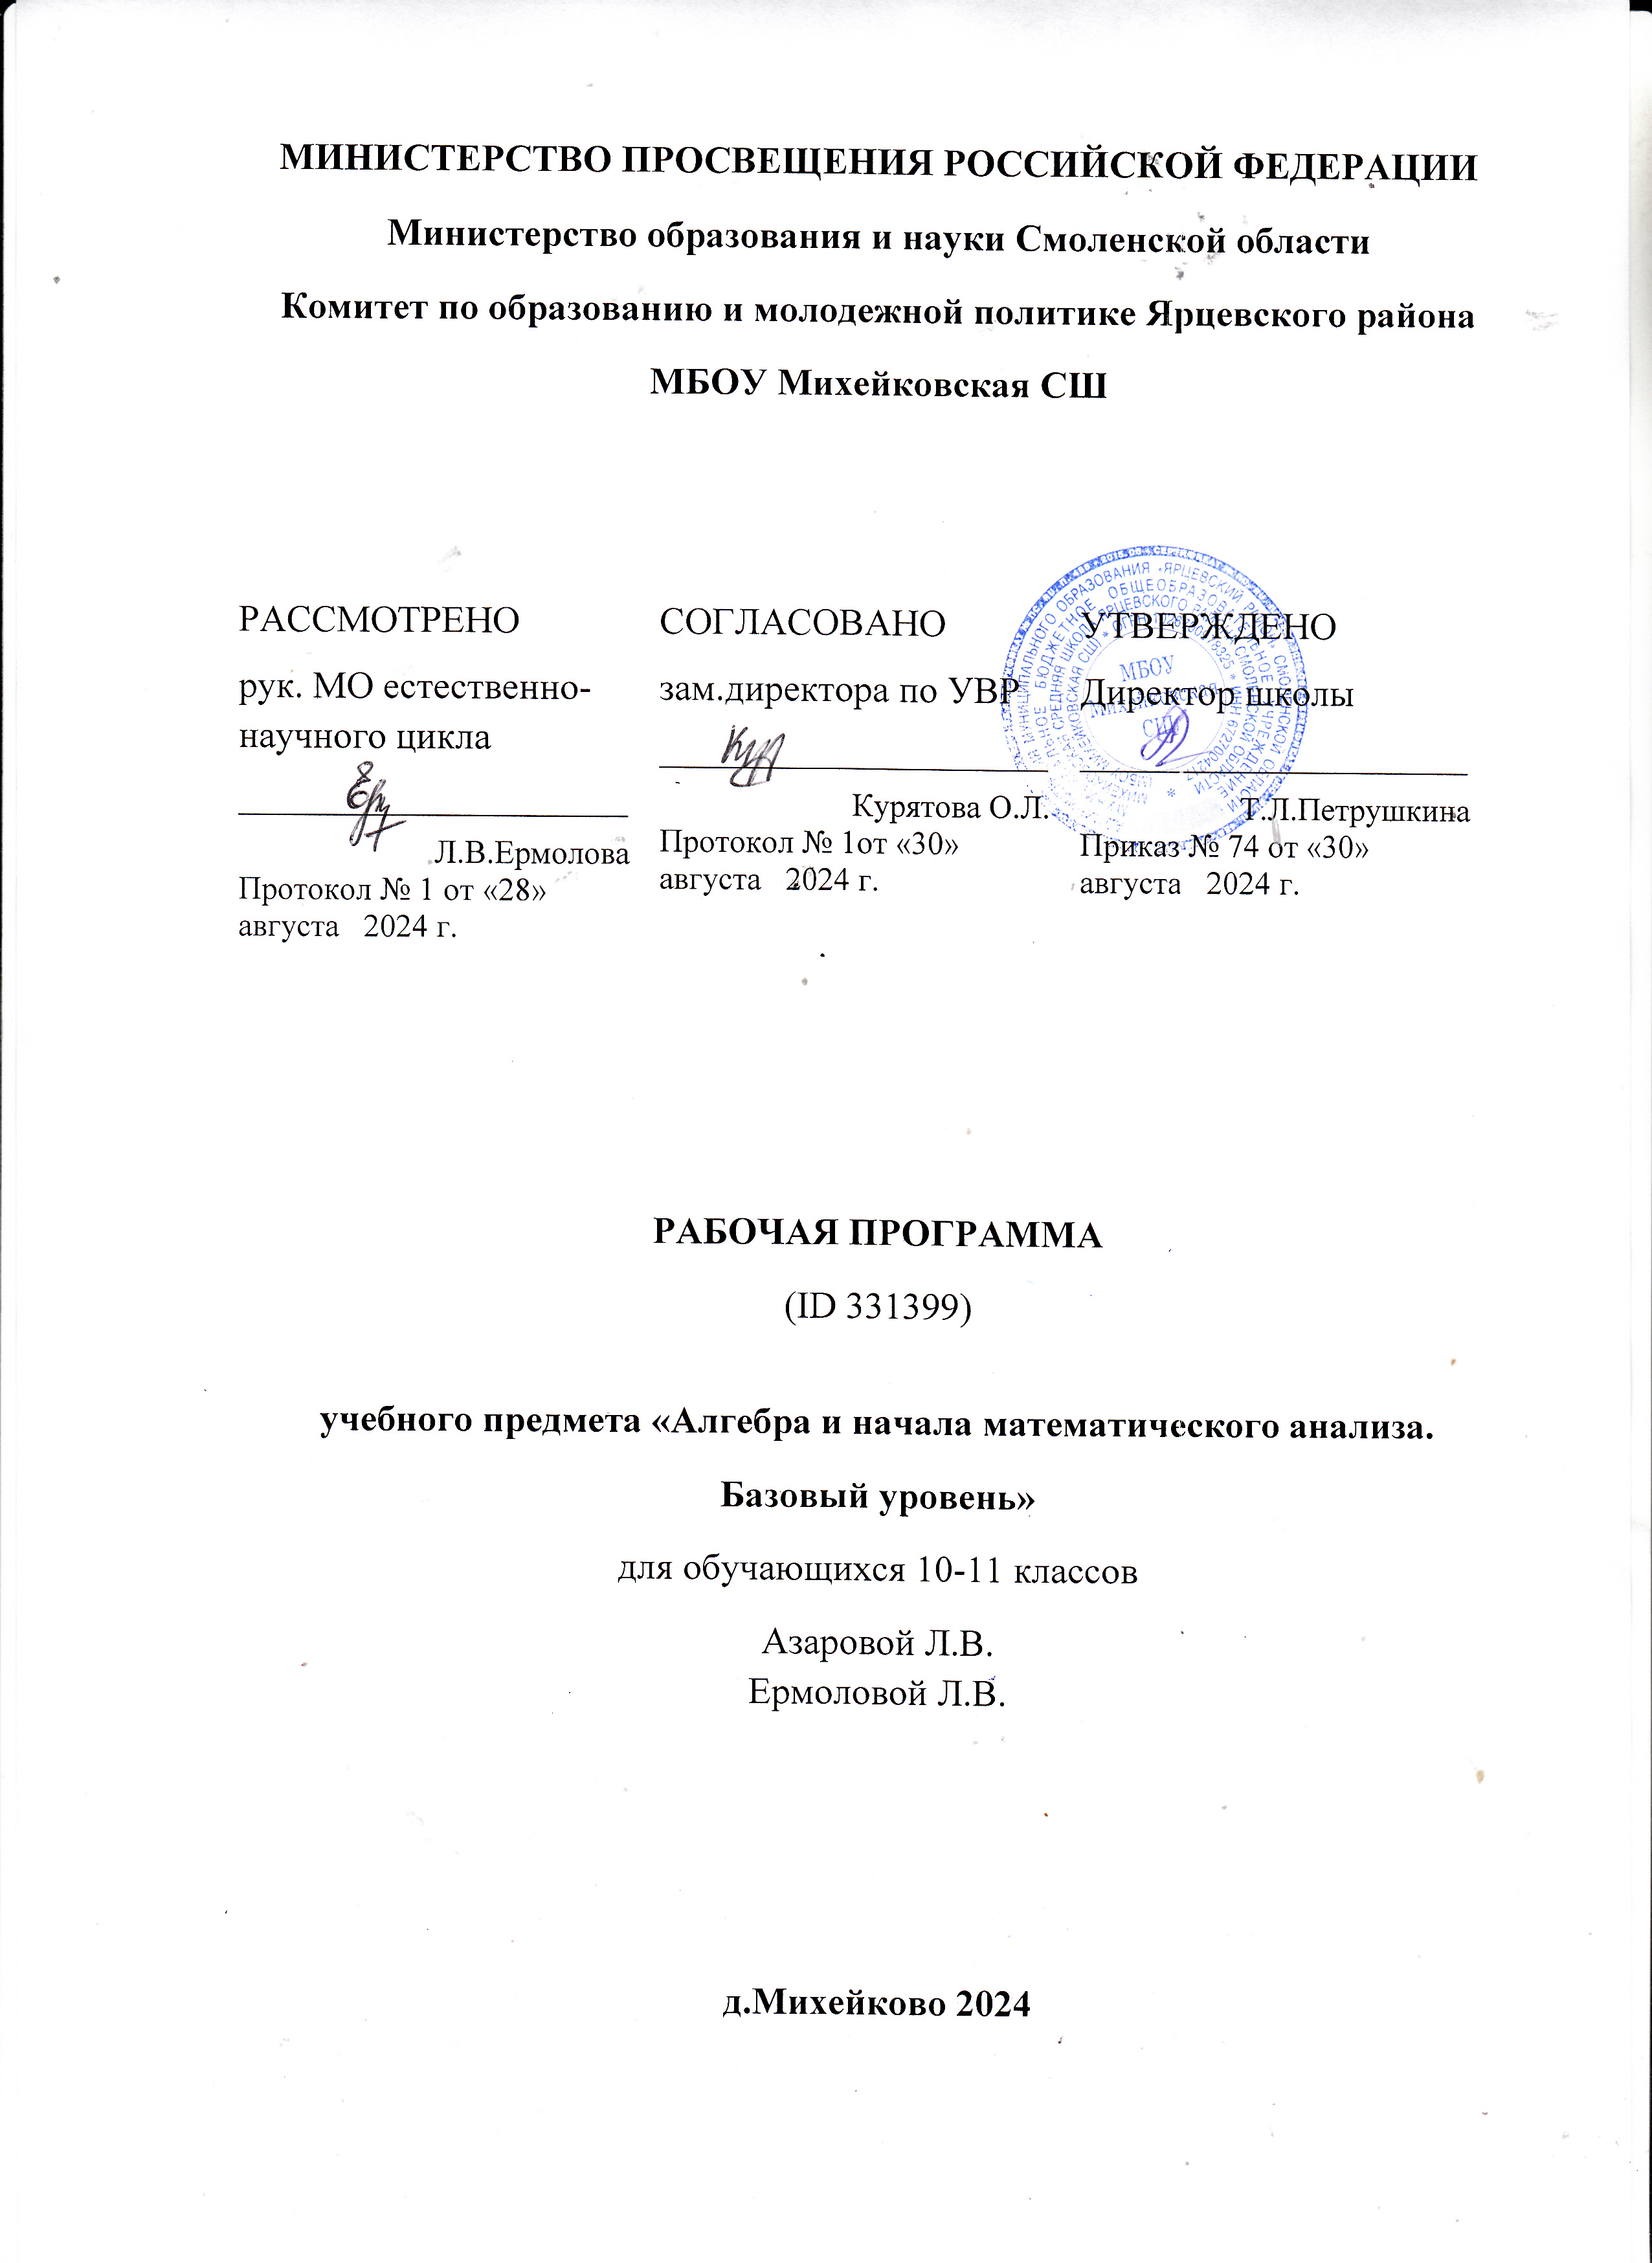 МИНИСТЕРСТВО ПРОСВЕЩЕНИЯ РОССИЙСКОЙ ФЕДЕРАЦИИ
Министерство образования и науки Смоленской области
Комитет по образованию и молодежной политике Ярцевского района
МБОУ Михейковская СШ
РАССМОТРЕНО
рук. МО естественно-
научного цикла
Л.В.Ермолова
Протокол № 1 от «28»
августа 2024 г.
СОГЛАСОВАНО
зам.директора по УВР
Курятова О.Л.
Протокол № 1от «30»
августа 2024 г.
УТВЕРЖДЕНО
Директор школы
Т.Л.Петрушкина
Приказ № 74 от «30»
августа 2024 г.
МБОУ
Михейковская
СШ
РАБОЧАЯ ПРОГРАММА
(ID 331399)
учебного предмета «Алгебра и начала математического анализа.
Базовый уровень»
для обучающихся 10-11 классов
Азаровой Л.В.
Ермоловой Л.В.
д.Михейково 2024